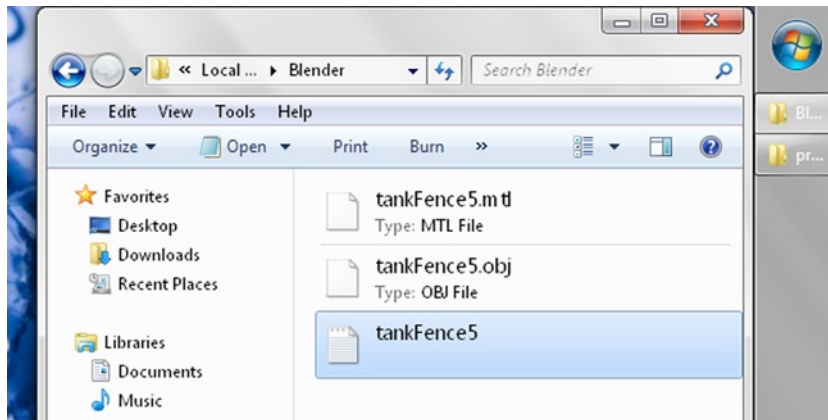 « Local ... ▸ Blender
Search Blender
File Edit View Tools Help
Organize Open Print Burn »
Bl...
pr...
Favorites
Desktop
Downloads
Recent Places
Libraries
Documents
Music
tankFence5.mtl
Type: MTL File
tankFence5.obj
Type: OBJ File
tankFence5